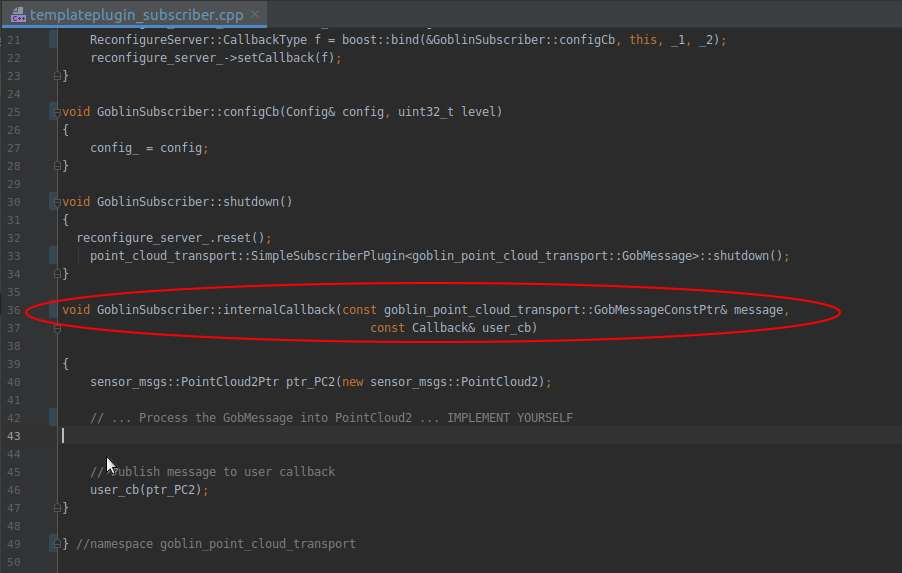 templateplugin_subscriber.cpp
21 ReconfigureServer::CallbackType f = boost::bind(&GoblinSubscriber::configCb, this, _1, _2);
22 reconfigure_server_->setCallback(f);
23 }
24
25 void GoblinSubscriber::configCb(Config& config, uint32_t level)
26 {
27 config_ = config;
28 }
29
30 void GoblinSubscriber::shutdown()
31 {
32 reconfigure_server_.reset();
33 point_cloud_transport::SimpleSubscriberPlugin<goblin_point_cloud_transport::GobMessage>::shutdown();
34 }
35
36 void GoblinSubscriber::internalCallback(const goblin_point_cloud_transport::GobMessageConstPtr& message,
37 const Callback& user_cb)
38
39 {
40 sensor_msgs::PointCloud2Ptr ptr_PC2(new sensor_msgs::PointCloud2);
41
42 // ... Process the GobMessage into PointCloud2 ... IMPLEMENT YOURSELF
43
44
45 // Publish message to user callback
46 user_cb(ptr_PC2);
47 }
48
49 } //namespace goblin_point_cloud_transport
50